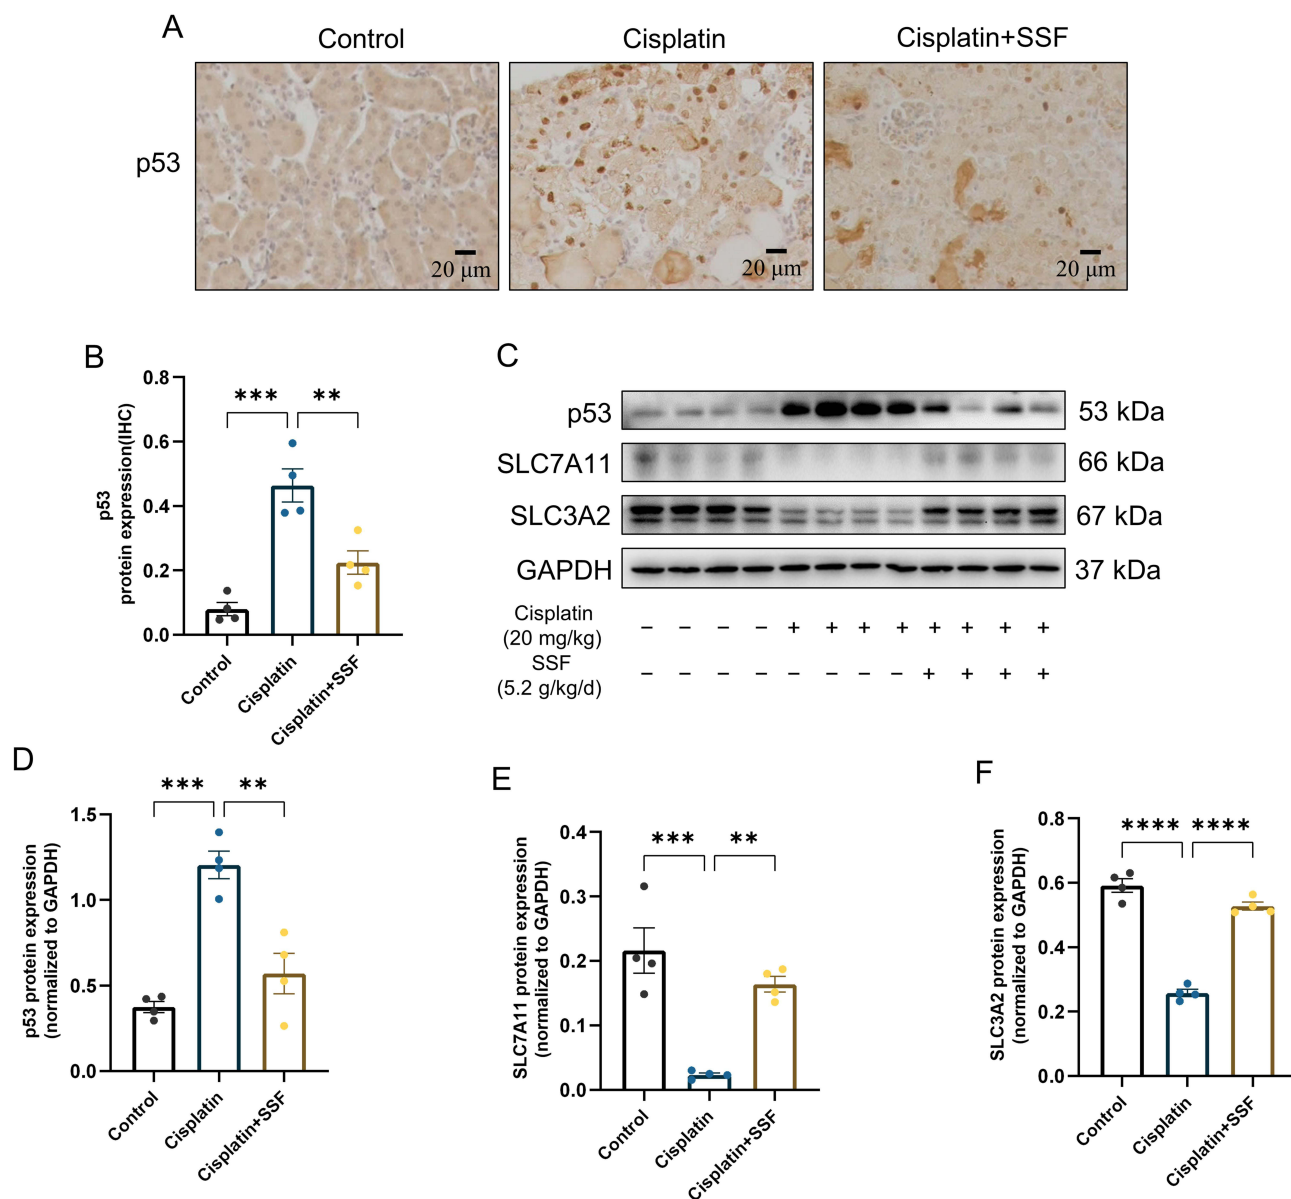 A
Control
Cisplatin
Cisplatin+SSF
p53
20 μm
20 μm
20 μm
B
p53
protein expression(IHC)
0.8
0.6
0.4
0.2
0.0
***
**
Control
Cisplatin
Cisplatin+SSF
C
p53
53 kDa
SLC7A11
66 kDa
SLC3A2
67 kDa
GAPDH
37 kDa
Cisplatin
(20 mg/kg)
− − − − + + + + + + + +
SSF
(5.2 g/kg/d)
− − − − − − − − + + + +
D
p53 protein expression
(normalized to GAPDH)
1.5
1.0
0.5
0.0
***
**
Control
Cisplatin
Cisplatin+SSF
E
SLC7A11 protein expression
(normalized to GAPDH)
0.4
0.3
0.2
0.1
0.0
***
**
Control
Cisplatin
Cisplatin+SSF
F
SLC3A2 protein expression
(normalized to GAPDH)
0.8
0.6
0.4
0.2
0.0
****
****
Control
Cisplatin
Cisplatin+SSF